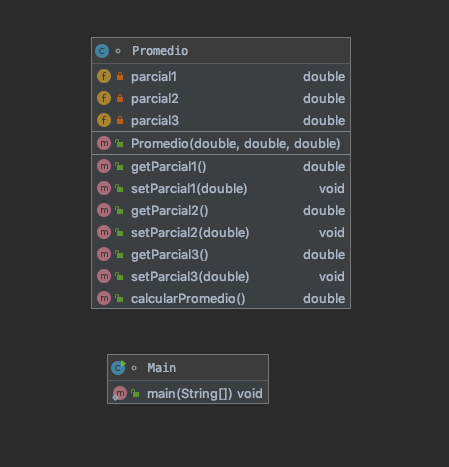 Promedio
parcial1 double
parcial2 double
parcial3 double
Promedio(double, double, double)
getParcial1() double
setParcial1(double) void
getParcial2() double
setParcial2(double) void
getParcial3() double
setParcial3(double) void
calcularPromedio() double
Main
main(String[]) void